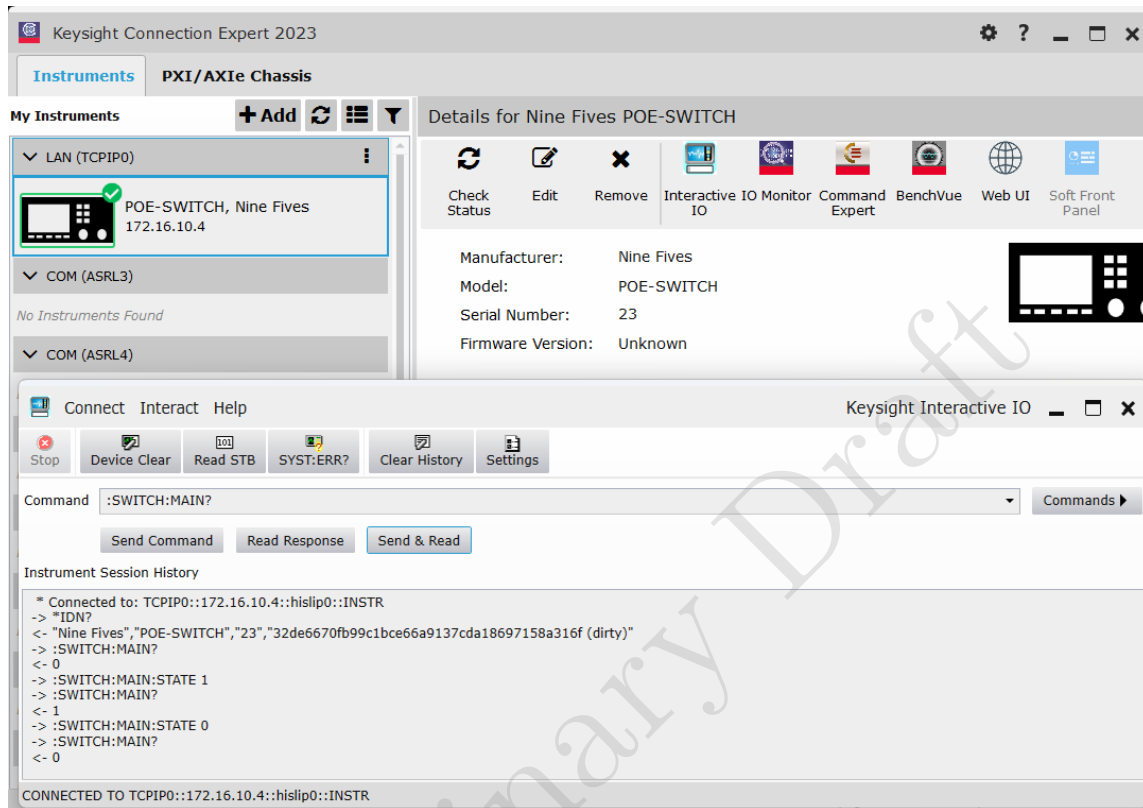 Keysight Connection Expert 2023
?
Instruments PXI/AXIe Chassis
My Instruments
+ Add
LAN (TCPIP0)
POE-SWITCH, Nine Fives
172.16.10.4
COM (ASRL3)
No Instruments Found
COM (ASRL4)
Details for Nine Fives POE-SWITCH
Check Status
Edit
Remove
Interactive IO
IO Monitor
Command Expert
BenchVue
Web UI
Soft Front Panel
Manufacturer: Nine Fives
Model: POE-SWITCH
Serial Number: 23
Firmware Version: Unknown
Connect Interact Help
Keysight Interactive IO
Stop
Device Clear
101
Read STB
SYST:ERR?
Clear History
Settings
Command :SWITCH:MAIN?
Commands
Send Command Read Response Send & Read
Instrument Session History
* Connected to: TCPIP0::172.16.10.4::hislip0::INSTR
-> *IDN?
<- "Nine Fives","POE-SWITCH","23","32de6670fb99c1bce66a9137cda18697158a316f (dirty)"
-> :SWITCH:MAIN?
<- 0
-> :SWITCH:MAIN:STATE 1
-> :SWITCH:MAIN?
<- 1
-> :SWITCH:MAIN:STATE 0
-> :SWITCH:MAIN?
<- 0
CONNECTED TO TCPIP0::172.16.10.4::hislip0::INSTR
inary Draft